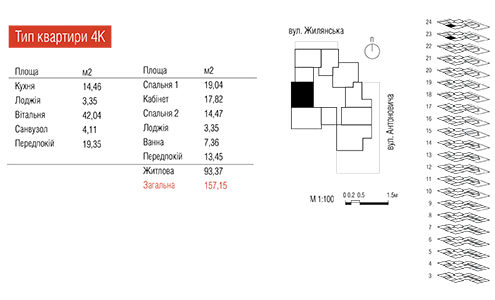 Тип квартири 4К
Площа м2
Кухня 14,46
Лоджія 3,35
Вітальня 42,04
Санвузол 4,11
Передпокій 19,35
Площа м2
Спальня 1 19,04
Кабінет 17,82
Спальня 2 14,47
Лоджія 3,35
Ванна 7,36
Передпокій 13,45
Житлова 93,37
Загальна 157,15
вул. Жилянська
п
вул. Антоновича
М 1:100
0 0.2 0.5 1.5м
24
23
22
21
20
19
18
17
16
15
14
13
12
11
10
9
8
7
6
5
4
3